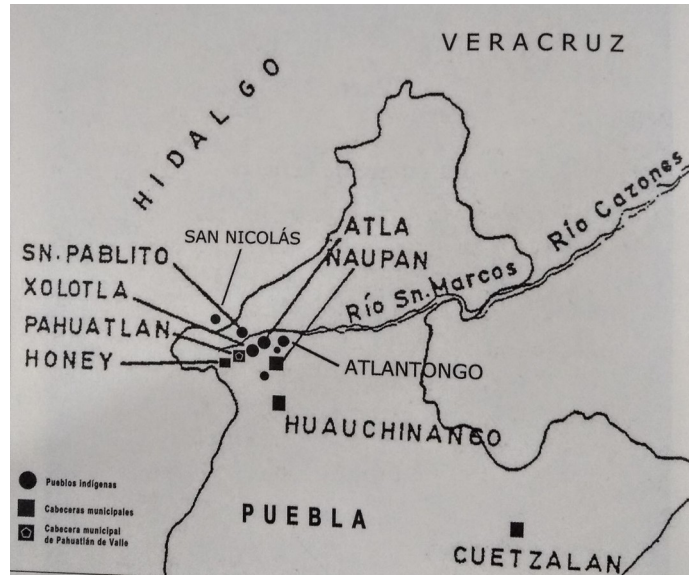 VERACRUZ
HIDALGO
Río Cazones
SAN NICOLÁS
ATLA
SN. PABLITO
ÑAUPAN
XOLOTLA
Río Sn. Marcos
PAHUATLAN
HONEY
ATLANTONGO
HUAUCHINANGO
Pueblos indígenas
Cabeceras municipales
Cabecera municipal
de Pahuatlán de Valle
PUEBLA
CUETZALAN